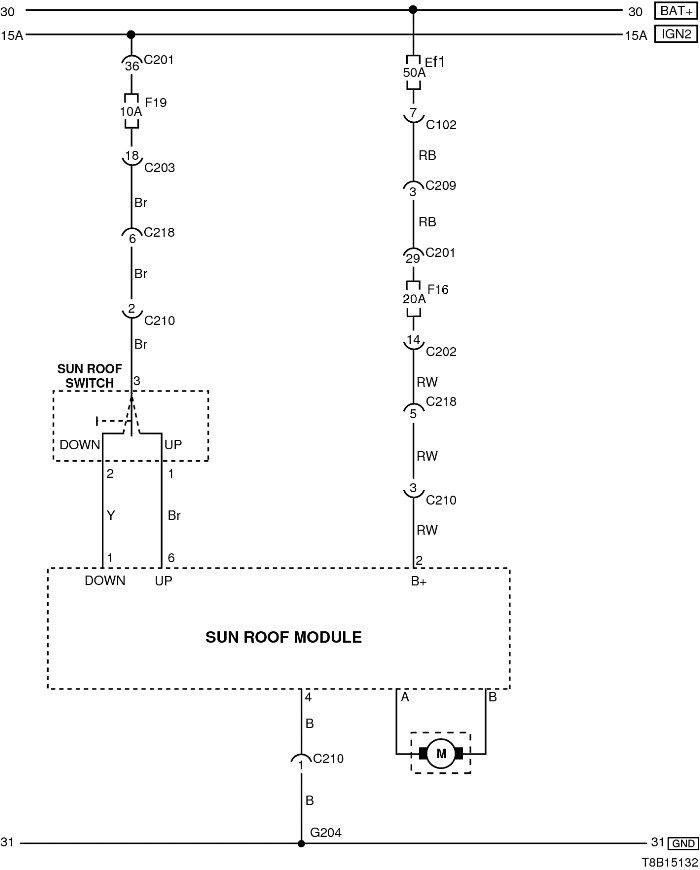 30 30 BAT+
15A 15A IGN2
36 C201
Ef1
50A
F19
10A
7 C102
18 C203
RB
3 C209
Br
RB
6 C218
29 C201
Br
F16
20A
2 C210
14 C202
Br
SUN ROOF
SWITCH
3
RW
C218
5
DOWN UP
RW
2 1
3 C210
Y Br
RW
1 6 2
DOWN UP B+
SUN ROOF MODULE
4 A B
B
M
1 C210
B
G204
31 31 GND
T8B15132